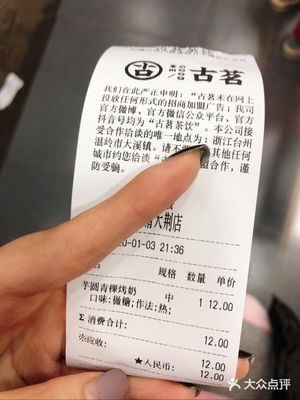 古 good me 古茗
我们在此严正申明："古茗未在网上
投放任何形式的招商加盟广告；我司
官方微博、官方微信公众平台、官方
抖音号均为"古茗茶饮"。本公司接
受合作洽谈的唯一地点为：浙江台州
温岭市大溪镇。请不 其他任何
城市约您洽谈" 盟合作，谨
防受骗。
大荆店
20-01-03 21:36
规格 数量 单价
芋圆青稞烤奶 中 1 12.00
口味:微糖;作法:热;
Σ 消费合计: 12.00
※应收: 12.00
★人民币: 12.00
12.00
大众点评